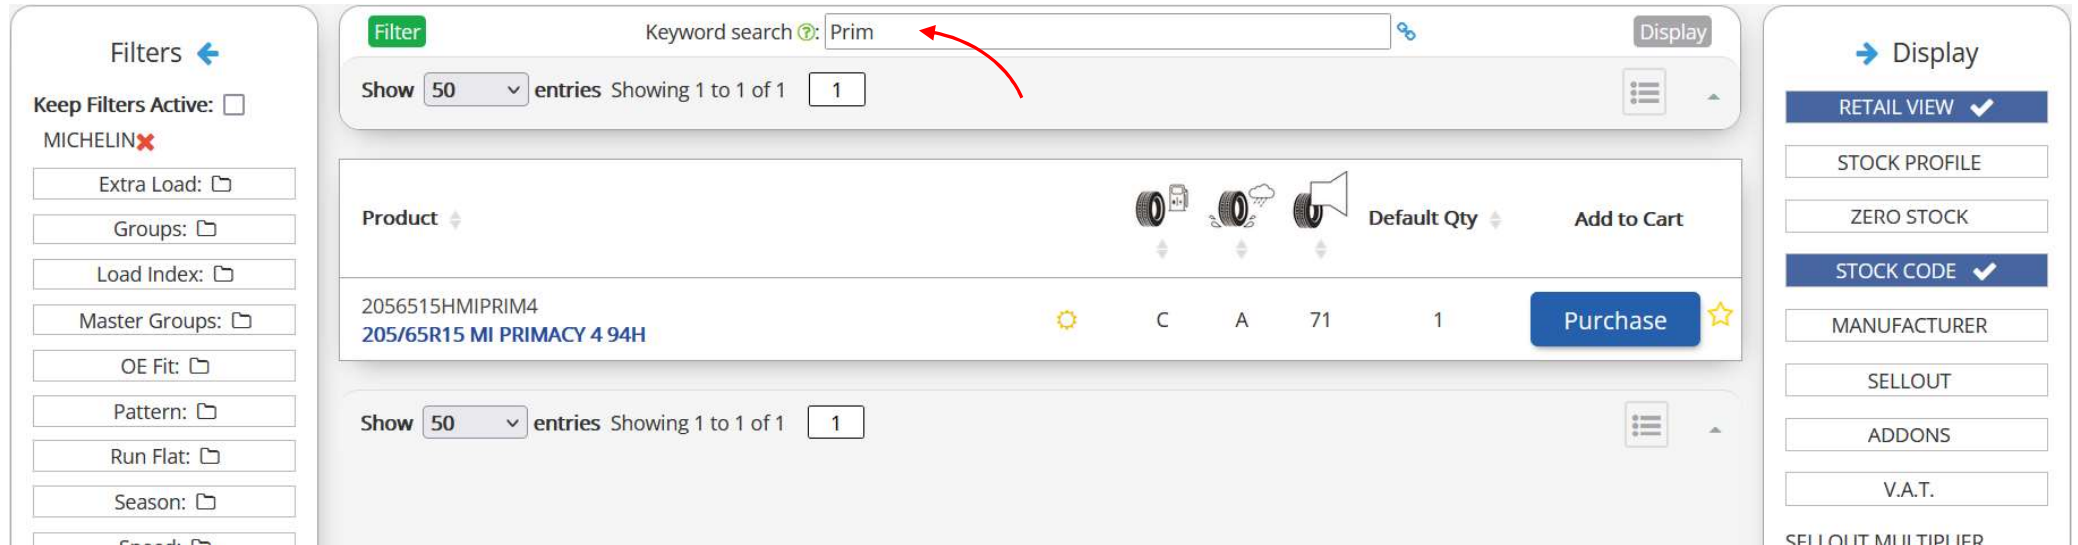 Filters
Keep Filters Active:
MICHELIN
Extra Load:
Groups:
Load Index:
Master Groups:
OE Fit:
Pattern:
Run Flat:
Season:
Speed:
Filter
Keyword search ?: Prim
Display
Show 50 entries Showing 1 to 1 of 1 1
Product Default Qty Add to Cart
2056515HMIPRIM4
205/65R15 MI PRIMACY 4 94H
C A 71 1 Purchase
Show 50 entries Showing 1 to 1 of 1 1
Display
RETAIL VIEW
STOCK PROFILE
ZERO STOCK
STOCK CODE
MANUFACTURER
SELLOUT
ADDONS
V.A.T.
SELLOUT MULTIPLIER